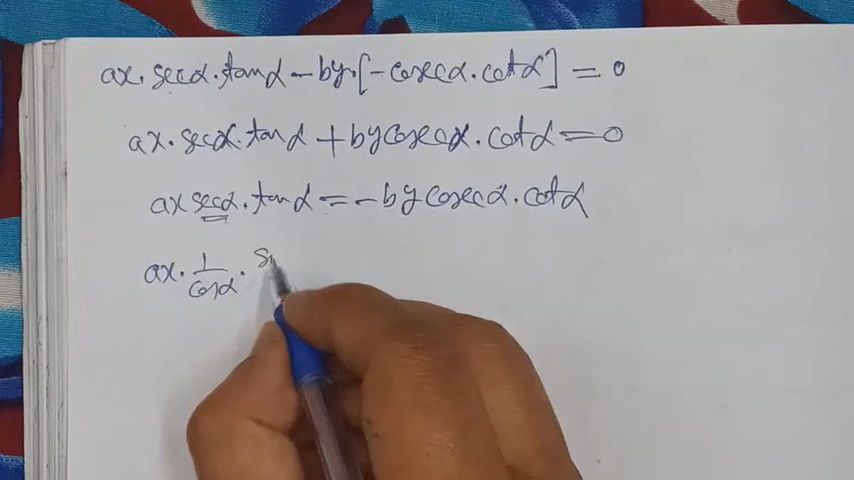 ax. secα.tanα - by.[- cosecα. cotα] = 0
ax. secα.tanα + by cosecα. cotα = 0
ax secα.tanα = - by cosecα. cotα
ax. 1/cosα . s